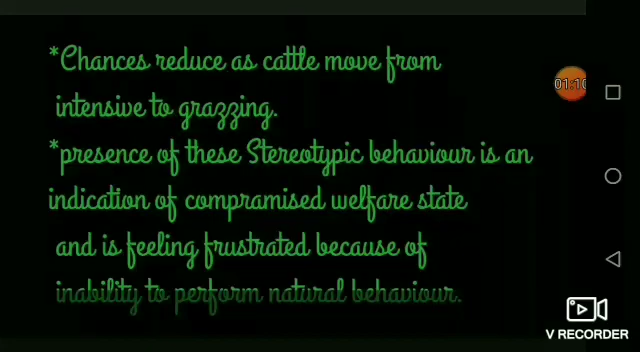 *Chances reduce as cattle move from
intensive to grazzing.
*presence of these Stereotypic behaviour is an
indication of compramised welfare state
and is feeling frustrated because of
inability to perform natural behaviour.
01:10
V RECORDER